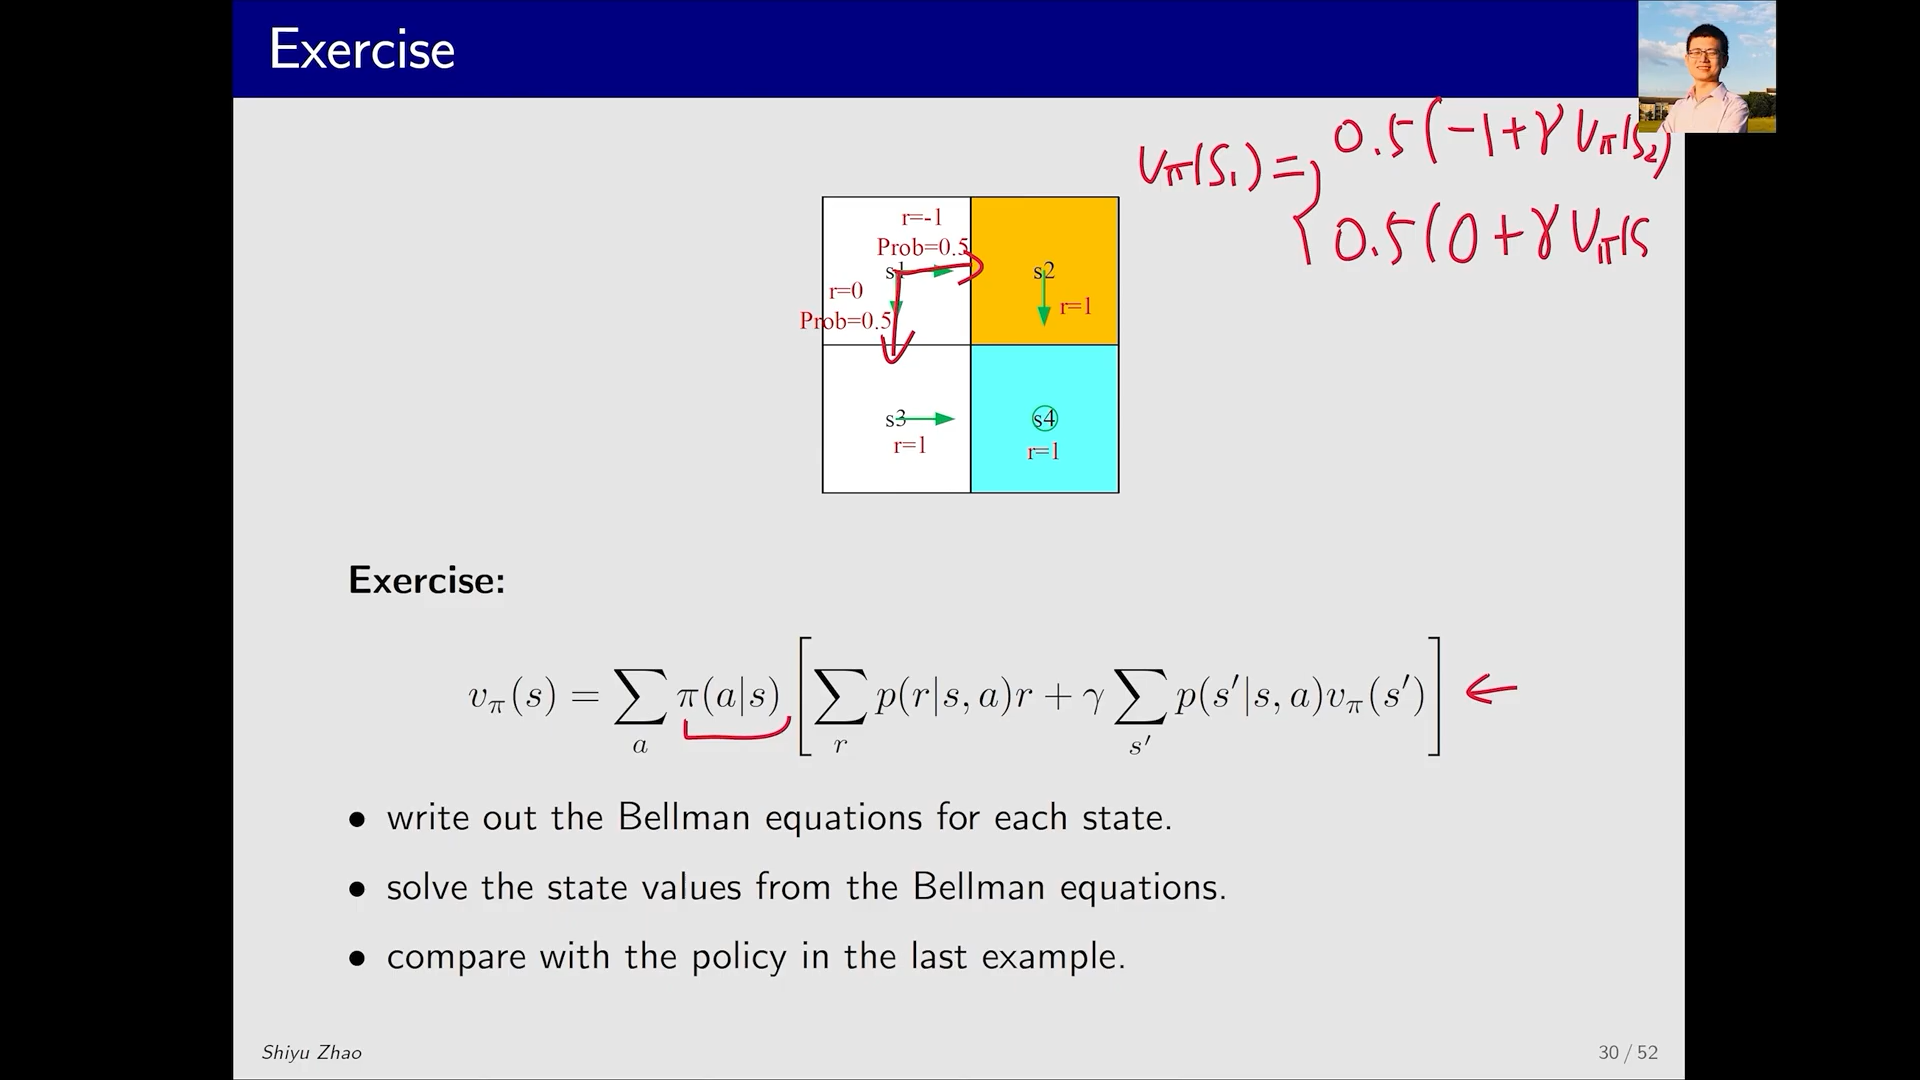 Exercise
vπ(s1) = 0.5(-1+γ vπ(s2)
0.5(0+γ vπ(s
r=-1
Prob=0.5
s1
s2
r=0
r=1
Prob=0.5
s3
s4
r=1
r=1
Exercise:
vπ(s) = ∑a π(a|s) [∑r p(r|s, a)r + γ ∑s′ p(s′|s, a)vπ(s′)]
• write out the Bellman equations for each state.
• solve the state values from the Bellman equations.
• compare with the policy in the last example.
Shiyu Zhao
30 / 52